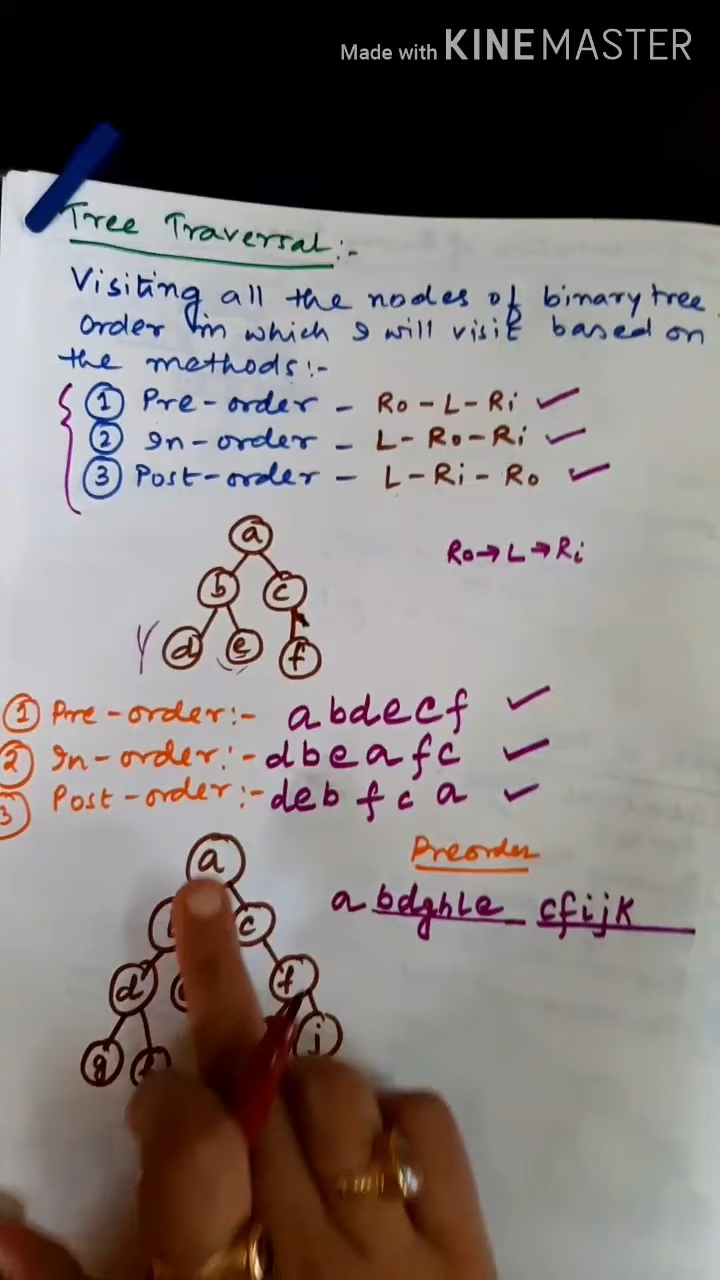 Made with KINEMASTER
Tree Traversal:-
Visiting all the nodes of binary tree.
Order in which I will visit based on
the methods:-
1 Pre-order - Ro-L-Ri
2 In-order - L-Ro-Ri
3 Post-order - L-Ri-Ro
a
Ro→L→Ri
b c
d e f
1 Pre-order:- abdecf
2 In-order:- dbeafc
3 Post-order:- debfca
a
Preorder
a bdghle cfijk
c
d f
g j